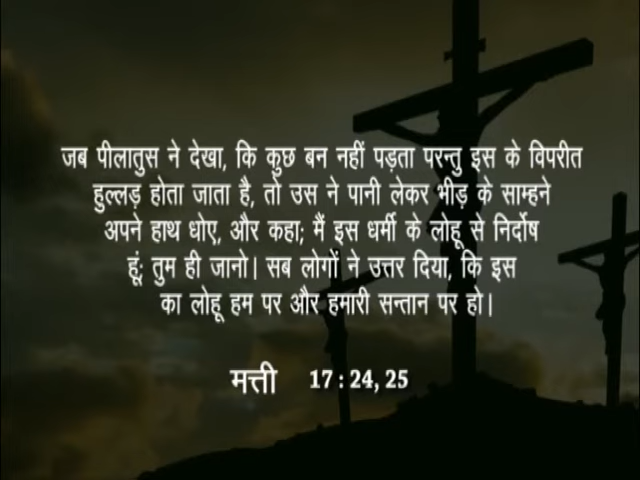 जब पीलातुस ने देखा, कि कुछ बन नहीं पड़ता परन्तु इस के विपरीत
हुल्लड़ होता जाता है, तो उस ने पानी लेकर भीड़ के साम्हने
अपने हाथ धोए, और कहा; मैं इस धर्मी के लोहू से निर्दोष
हूं; तुम ही जानो। सब लोगों ने उत्तर दिया, कि इस
का लोहू हम पर और हमारी सन्तान पर हो।
मत्ती 17 : 24, 25